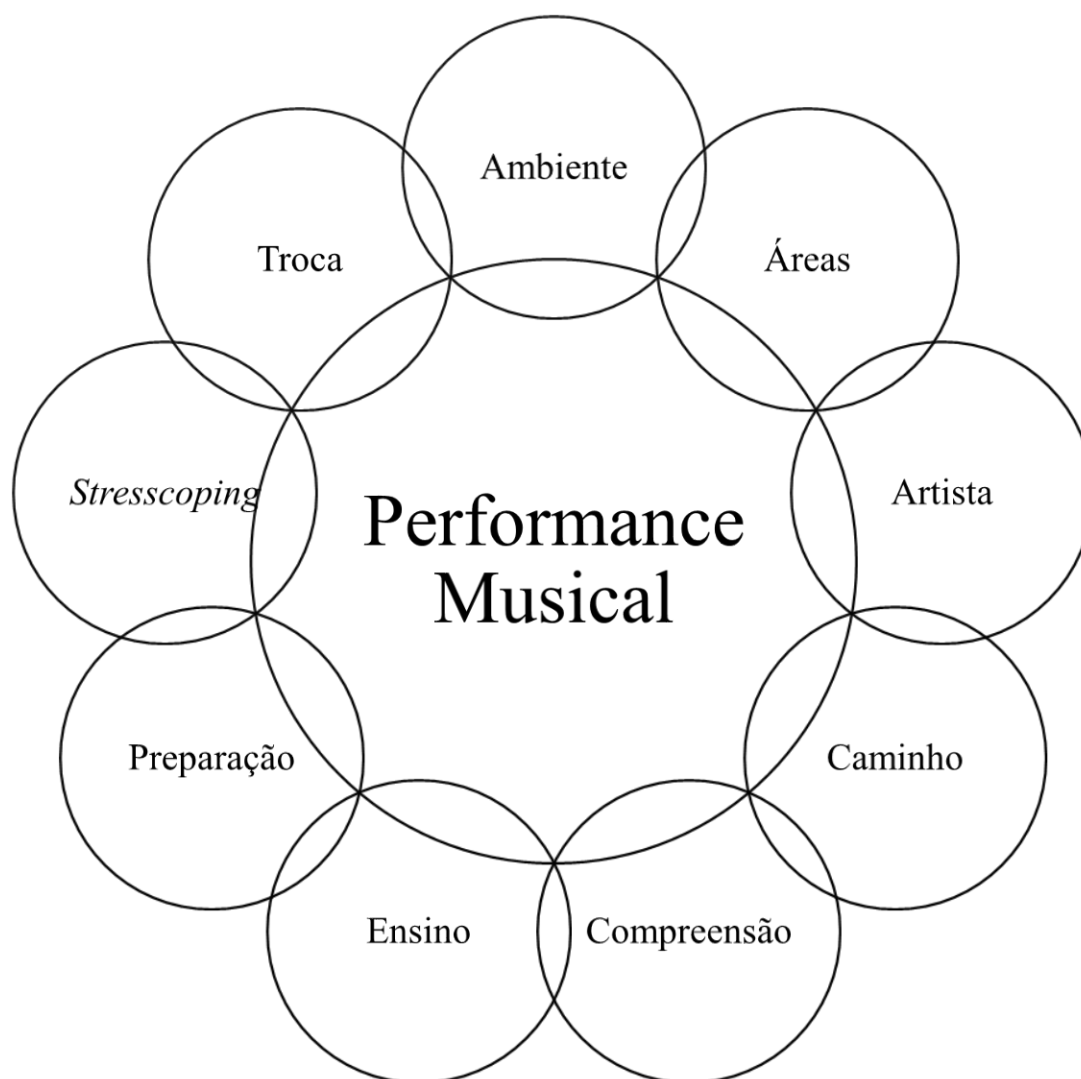 Ambiente
Troca
Áreas
Stresscoping
Artista
Performance
Musical
Preparação
Caminho
Ensino
Compreensão